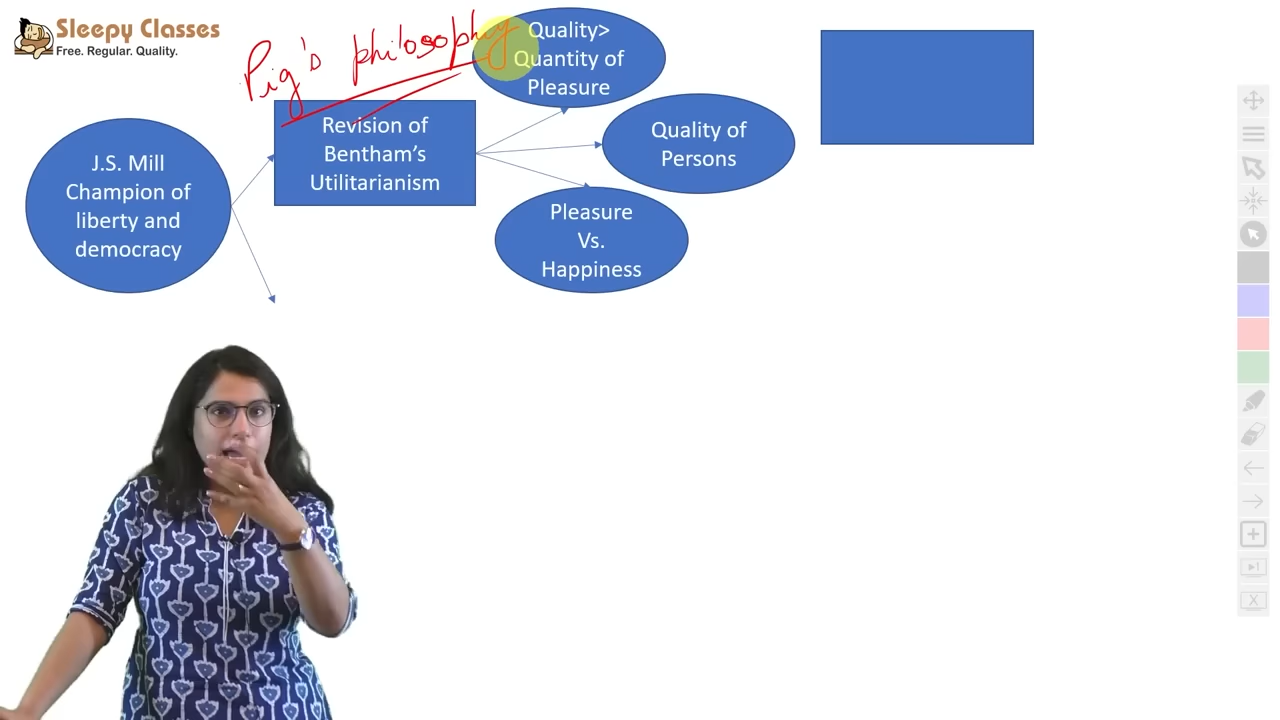 Sleepy Classes
Free. Regular. Quality.
Pig's philosophy
Quality>
Quantity of
Pleasure
Revision of
Bentham's
Utilitarianism
Quality of
Persons
J.S. Mill
Champion of
liberty and
democracy
Pleasure
Vs.
Happiness